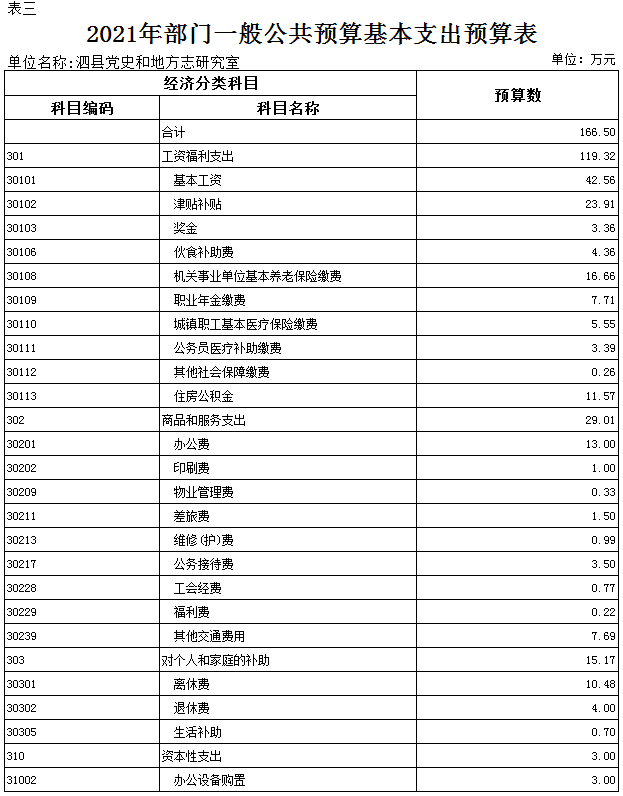 表三
2021年部门一般公共预算基本支出预算表
单位名称:泗县党史和地方志研究室 单位：万元
经济分类科目 预算数
科目编码 科目名称
合计 166.50
301 工资福利支出 119.32
30101 基本工资 42.56
30102 津贴补贴 23.91
30103 奖金 3.36
30106 伙食补助费 4.36
30108 机关事业单位基本养老保险缴费 16.66
30109 职业年金缴费 7.71
30110 城镇职工基本医疗保险缴费 5.55
30111 公务员医疗补助缴费 3.39
30112 其他社会保障缴费 0.26
30113 住房公积金 11.57
302 商品和服务支出 29.01
30201 办公费 13.00
30202 印刷费 1.00
30209 物业管理费 0.33
30211 差旅费 1.50
30213 维修(护)费 0.99
30217 公务接待费 3.50
30228 工会经费 0.77
30229 福利费 0.22
30239 其他交通费用 7.69
303 对个人和家庭的补助 15.17
30301 离休费 10.48
30302 退休费 4.00
30305 生活补助 0.70
310 资本性支出 3.00
31002 办公设备购置 3.00